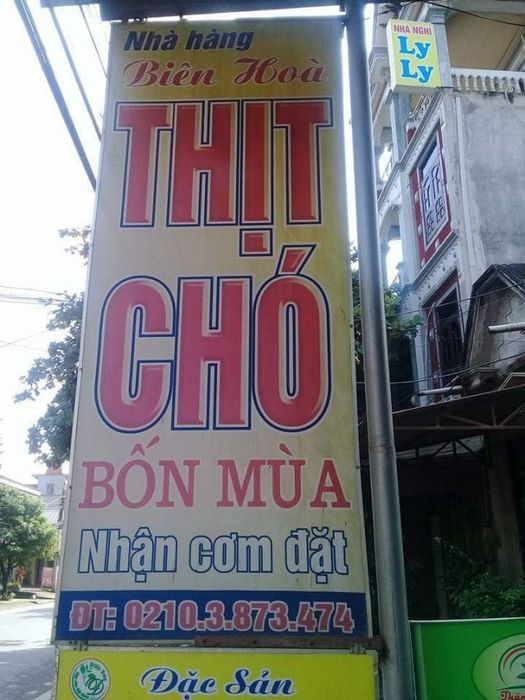 Nhà hàng
Biên Hoà
THỊT
CHÓ
BỐN MÙA
Nhận cơm đặt
ĐT: 0210.3.873.474
Đặc Sản
NHÀ NGHỈ
Ly
Ly